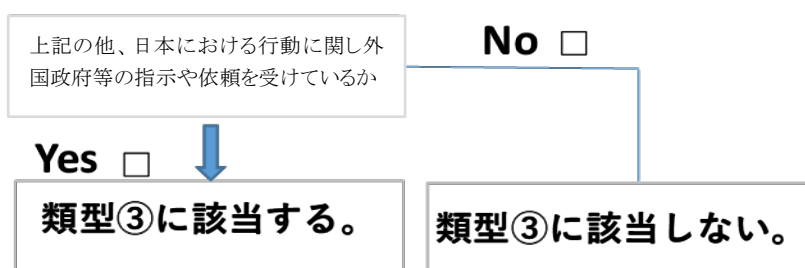 上記の他、日本における行動に関し外
国政府等の指示や依頼を受けているか
No □
Yes □
類型③に該当する。
類型③に該当しない。